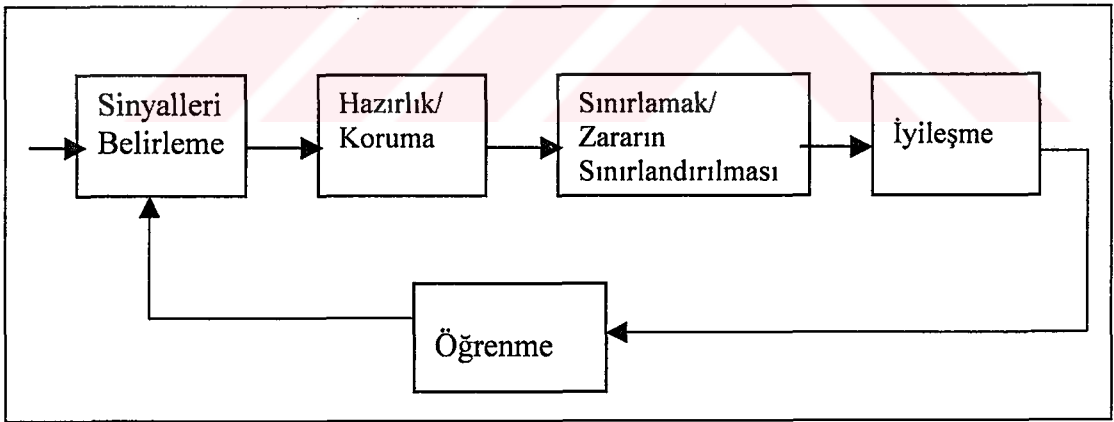 Sinyalleri
Belirleme
Hazırlık/
Koruma
Sınırlamak/
Zararın
Sınırlandırılması
İyileşme
Öğrenme